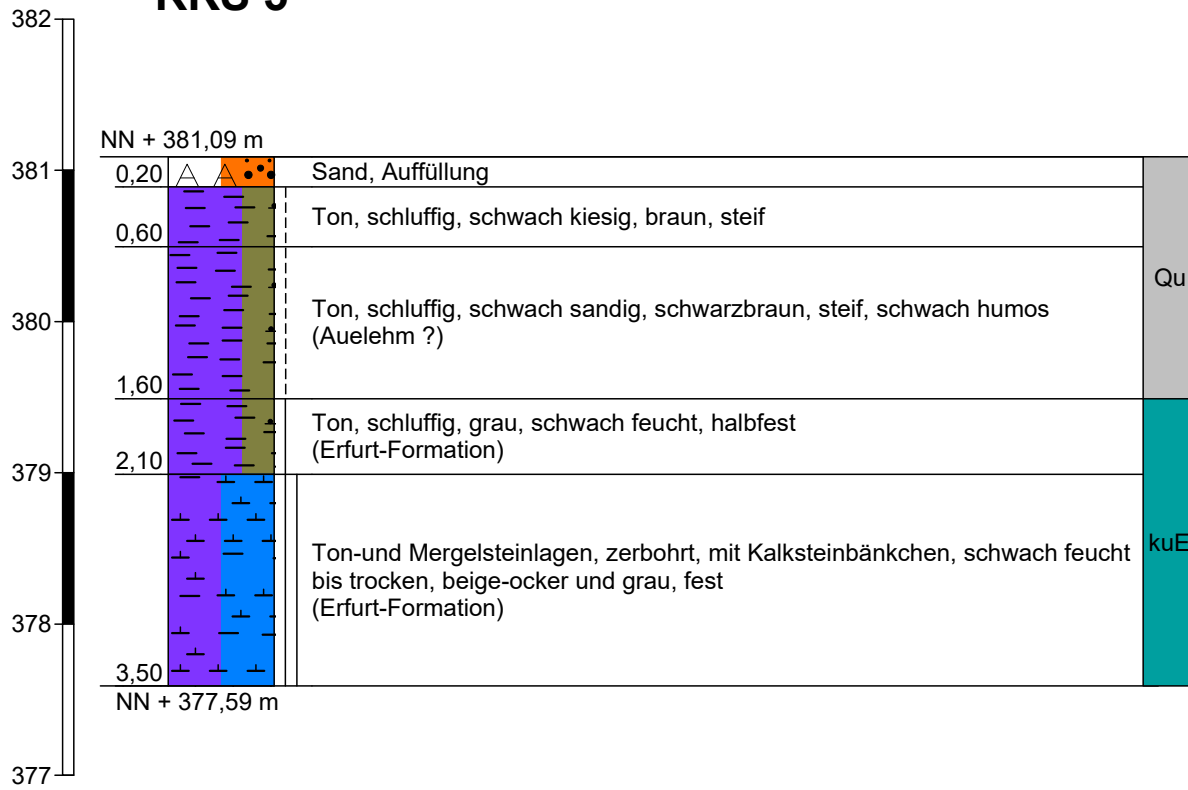 382
NN + 381,09 m
381
0,20
Sand, Auffüllung
Ton, schluffig, schwach kiesig, braun, steif
0,60
Qu
380
Ton, schluffig, schwach sandig, schwarzbraun, steif, schwach humos
(Auelehm ?)
1,60
Ton, schluffig, grau, schwach feucht, halbfest
(Erfurt-Formation)
2,10
379
kuE
Ton-und Mergelsteinlagen, zerbohrt, mit Kalksteinbänkchen, schwach feucht
bis trocken, beige-ocker und grau, fest
(Erfurt-Formation)
378
3,50
NN + 377,59 m
377